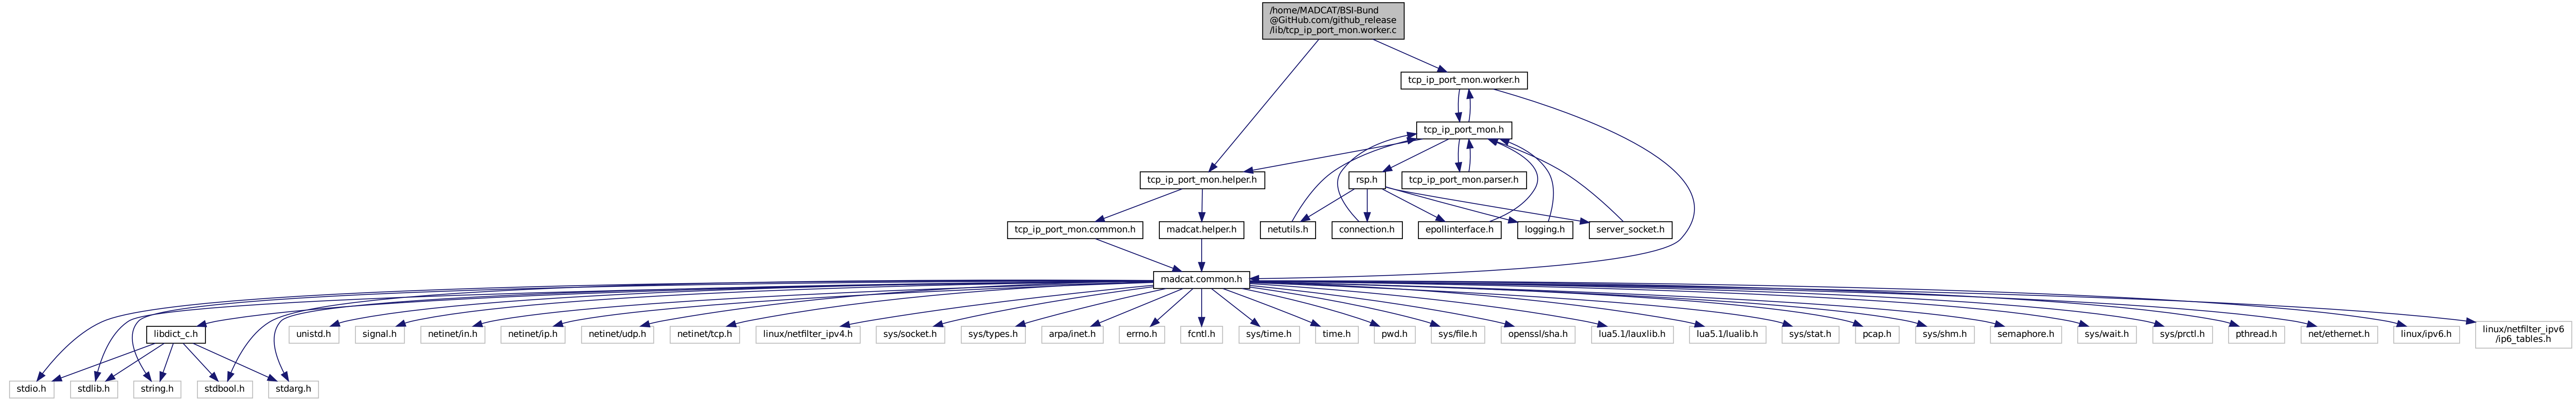 /home/MADCAT/BSI-Bund
@GitHub.com/github_release
/lib/tcp_ip_port_mon.worker.c
tcp_ip_port_mon.worker.h
tcp_ip_port_mon.h
tcp_ip_port_mon.helper.h
rsp.h
tcp_ip_port_mon.parser.h
tcp_ip_port_mon.common.h
madcat.helper.h
netutils.h
connection.h
epollinterface.h
logging.h
server_socket.h
madcat.common.h
libdict_c.h
unistd.h
signal.h
netinet/in.h
netinet/ip.h
netinet/udp.h
netinet/tcp.h
linux/netfilter_ipv4.h
sys/socket.h
sys/types.h
arpa/inet.h
errno.h
fcntl.h
sys/time.h
time.h
pwd.h
sys/file.h
openssl/sha.h
lua5.1/lauxlib.h
lua5.1/lualib.h
sys/stat.h
pcap.h
sys/shm.h
semaphore.h
sys/wait.h
sys/prctl.h
pthread.h
net/ethernet.h
linux/ipv6.h
linux/netfilter_ipv6
/ip6_tables.h
stdio.h
stdlib.h
string.h
stdbool.h
stdarg.h